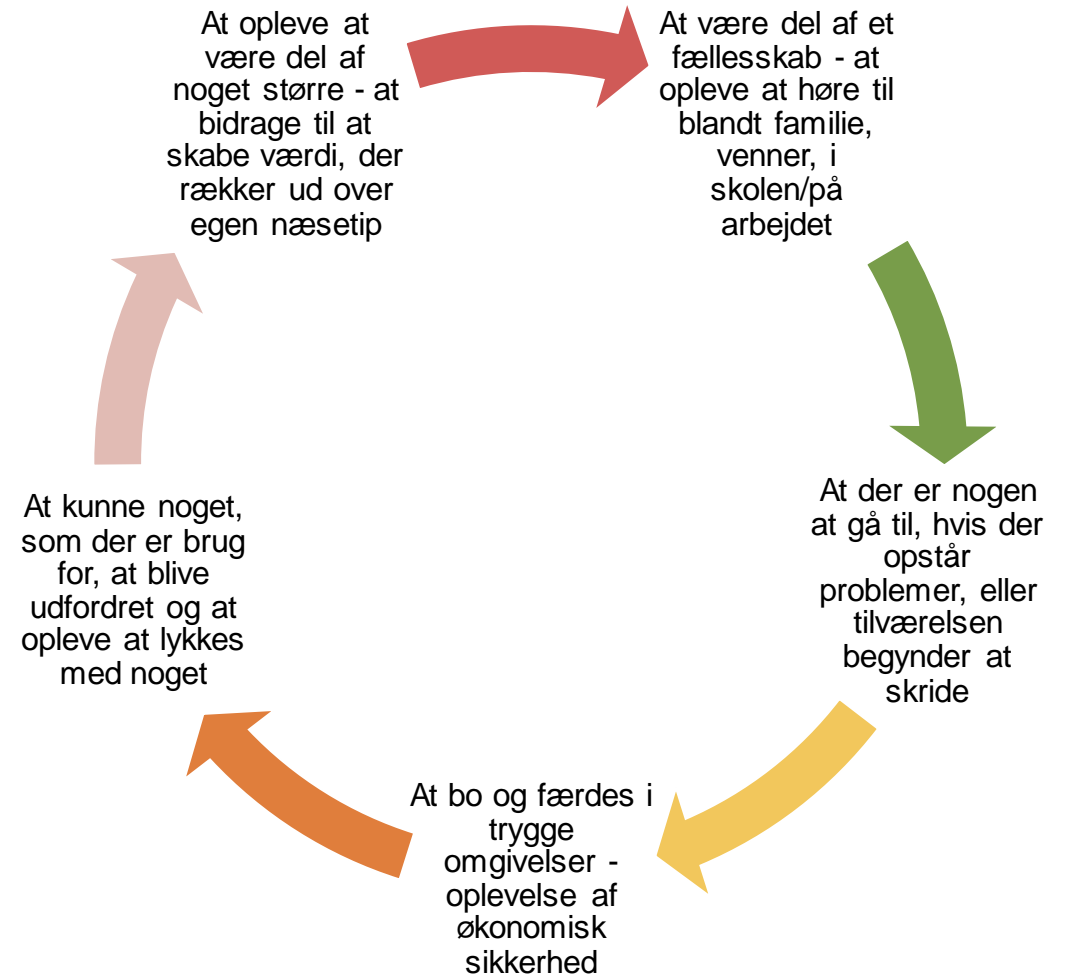 At opleve at
være del af
noget større - at
bidrage til at
skabe værdi, der
rækker ud over
egen næsetip
At være del af et
fællesskab - at
opleve at høre til
blandt familie,
venner, i
skolen/på
arbejdet
At der er nogen
at gå til, hvis der
opstår
problemer, eller
tilværelsen
begynder at
skride
At bo og færdes i
trygge
omgivelser -
oplevelse af
økonomisk
sikkerhed
At kunne noget,
som der er brug
for, at blive
udfordret og at
opleve at lykkes
med noget